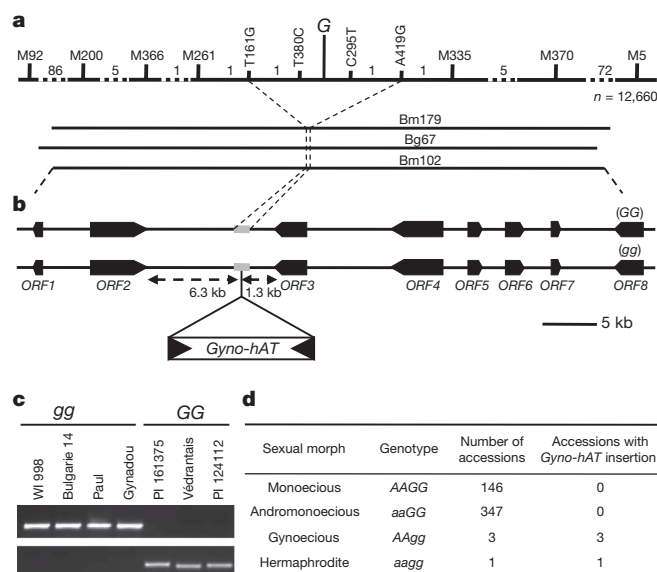 a
G
M92 M200 M366 M261 T161G T380C C295T A419G M335 M370 M5
86 5 1 1 1 1 1 5 72
n = 12,660
Bm179
Bg67
Bm102
b
(GG)
(gg)
ORF1 ORF2 ORF3 ORF4 ORF5 ORF6 ORF7 ORF8
6.3 kb 1.3 kb
5 kb
Gyno-hAT
c
gg GG
WI 998 Bulgarie 14 Paul Gynadou PI 161375 Védrantais PI 124112
d
Sexual morph Genotype Number of accessions Accessions with Gyno-hAT insertion
Monoecious AAGG 146 0
Andromonoecious aaGG 347 0
Gynoecious AAgg 3 3
Hermaphrodite aagg 1 1